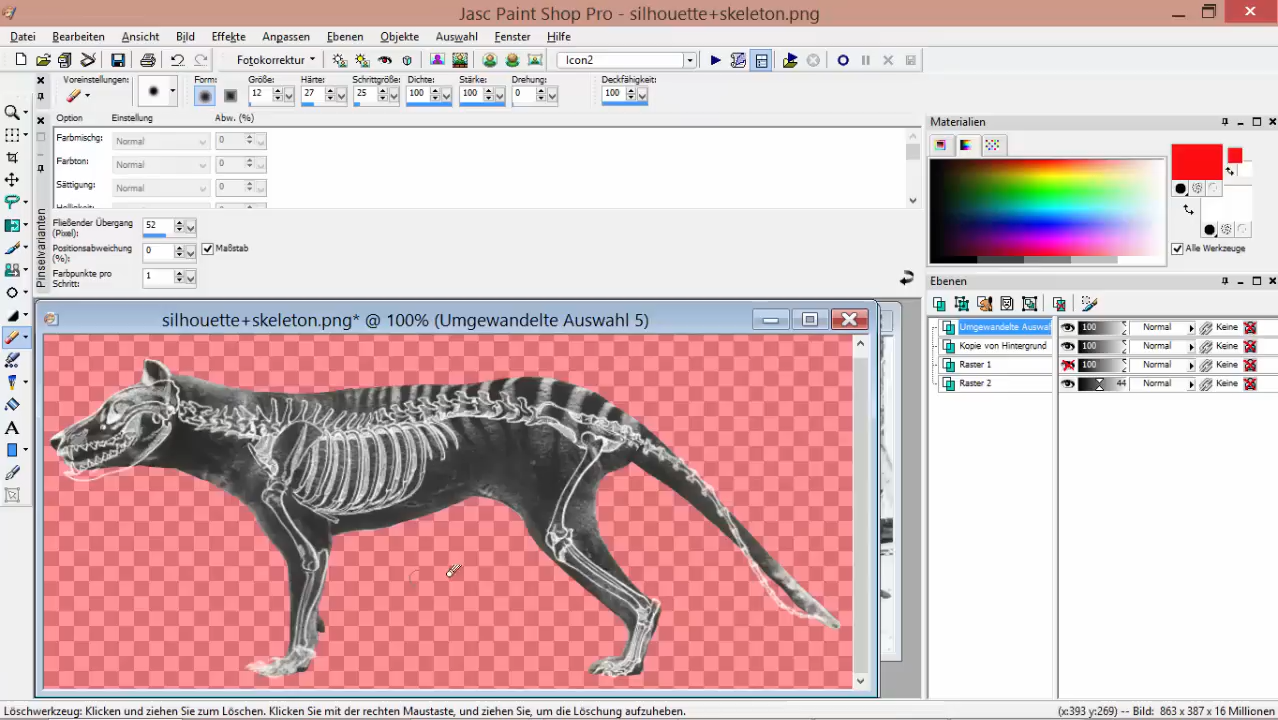 Jasc Paint Shop Pro - silhouette+skeleton.png
Datei Bearbeiten Ansicht Bild Effekte Anpassen Ebenen Objekte Auswahl Fenster Hilfe
Fotokorrektur Icon2
Voreinstellungen: Form: Größe: Härte: Schrittgröße: Dichte: Stärke: Drehung: Deckfähigkeit:
12 27 25 100 100 0 100
Option Einstellung Abw. (%)
Farbmischg: Normal 0
Farbton: Normal 0
Sättigung: Normal 0
Normal 0
Fließender Übergang (Pixel): 52
Positionsabweichung (%): 0 Maßstab
Farbpunkte pro Schritt: 1
Pinselvarianten
Materialien
Alle Werkzeuge
Ebenen
Umgewandelte Auswal 100 Normal Keine
Kopie von Hintergrund 100 Normal Keine
Raster 1 100 Normal Keine
Raster 2 44 Normal Keine
silhouette+skeleton.png* @ 100% (Umgewandelte Auswahl 5)
Löschwerkzeug: Klicken und ziehen Sie zum Löschen. Klicken Sie mit der rechten Maustaste, und ziehen Sie, um die Löschung aufzuheben.
(x:393 y:269) -- Bild: 863 x 387 x 16 Millionen